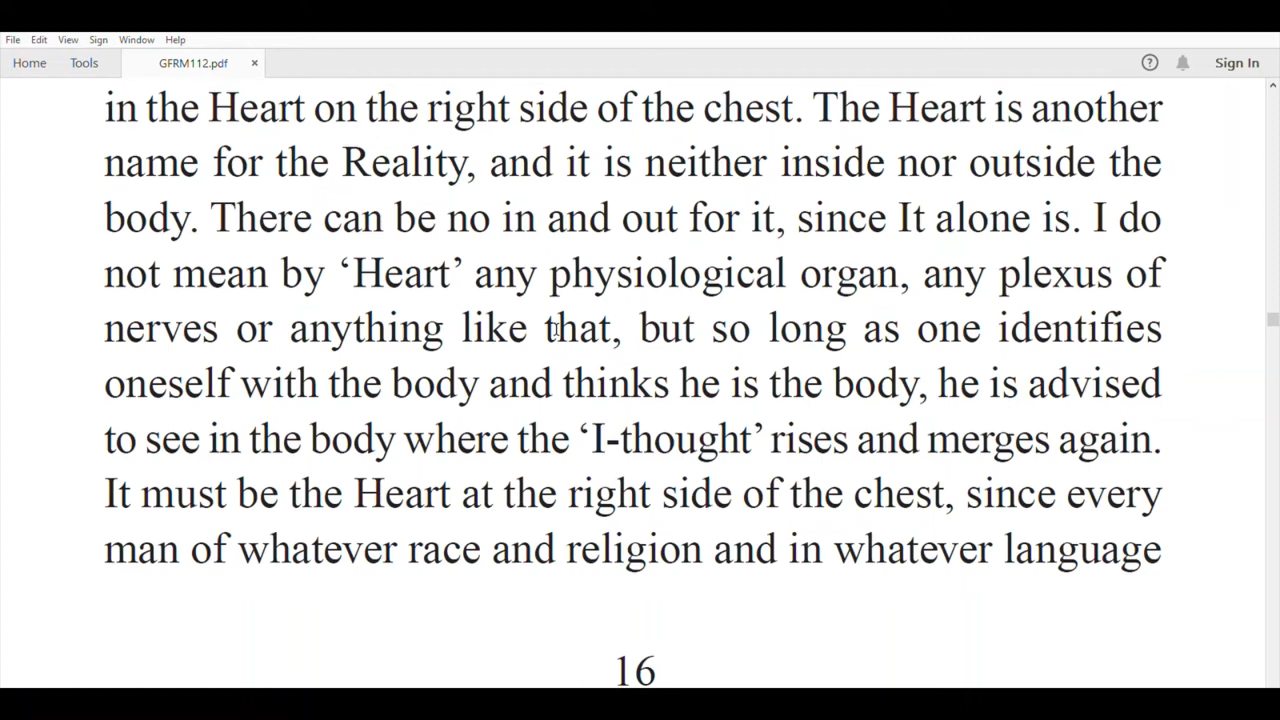 File Edit View Sign Window Help
Home Tools GFRM112.pdf × ? Sign In
in the Heart on the right side of the chest. The Heart is another
name for the Reality, and it is neither inside nor outside the
body. There can be no in and out for it, since It alone is. I do
not mean by ‘Heart’ any physiological organ, any plexus of
nerves or anything like that, but so long as one identifies
oneself with the body and thinks he is the body, he is advised
to see in the body where the ‘I-thought’ rises and merges again.
It must be the Heart at the right side of the chest, since every
man of whatever race and religion and in whatever language
16